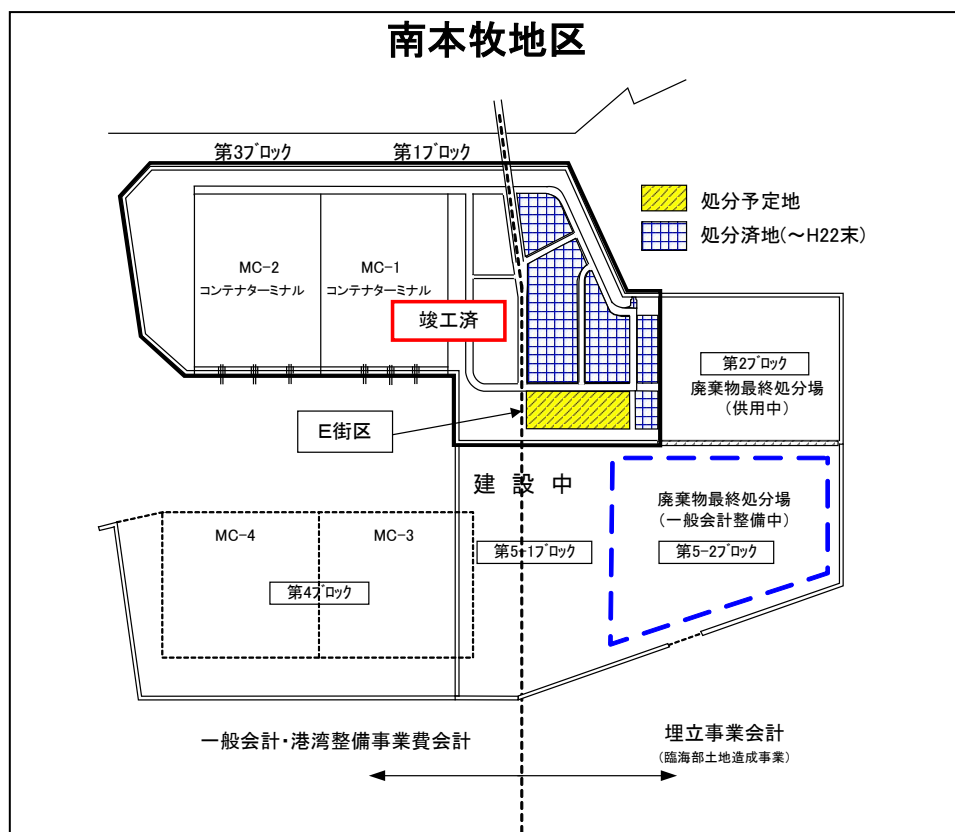 南本牧地区
第3ﾌﾞﾛｯｸ
第1ﾌﾞﾛｯｸ
処分予定地
処分済地(～H22末)
MC-2
コンテナターミナル
MC-1
コンテナターミナル
竣工済
第2ﾌﾞﾛｯｸ
廃棄物最終処分場
(供用中)
E街区
建 設 中
廃棄物最終処分場
(一般会計整備中)
MC-4
MC-3
第5-1ﾌﾞﾛｯｸ
第5-2ﾌﾞﾛｯｸ
第4ﾌﾞﾛｯｸ
一般会計・港湾整備事業費会計
埋立事業会計
(臨海部土地造成事業)